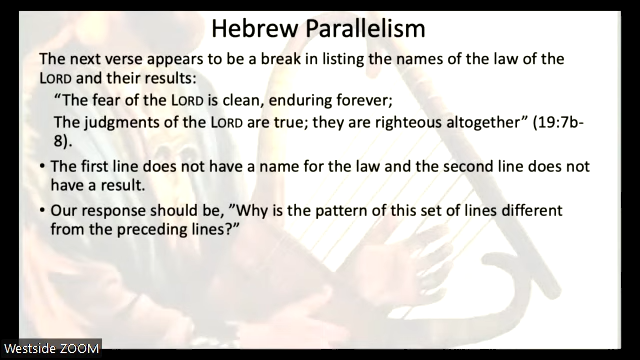 Hebrew Parallelism
The next verse appears to be a break in listing the names of the law of the
LORD and their results:
“The fear of the LORD is clean, enduring forever;
The judgments of the LORD are true; they are righteous altogether” (19:7b-
8).
• The first line does not have a name for the law and the second line does not
have a result.
• Our response should be, ”Why is the pattern of this set of lines different
from the preceding lines?”
Westside ZOOM